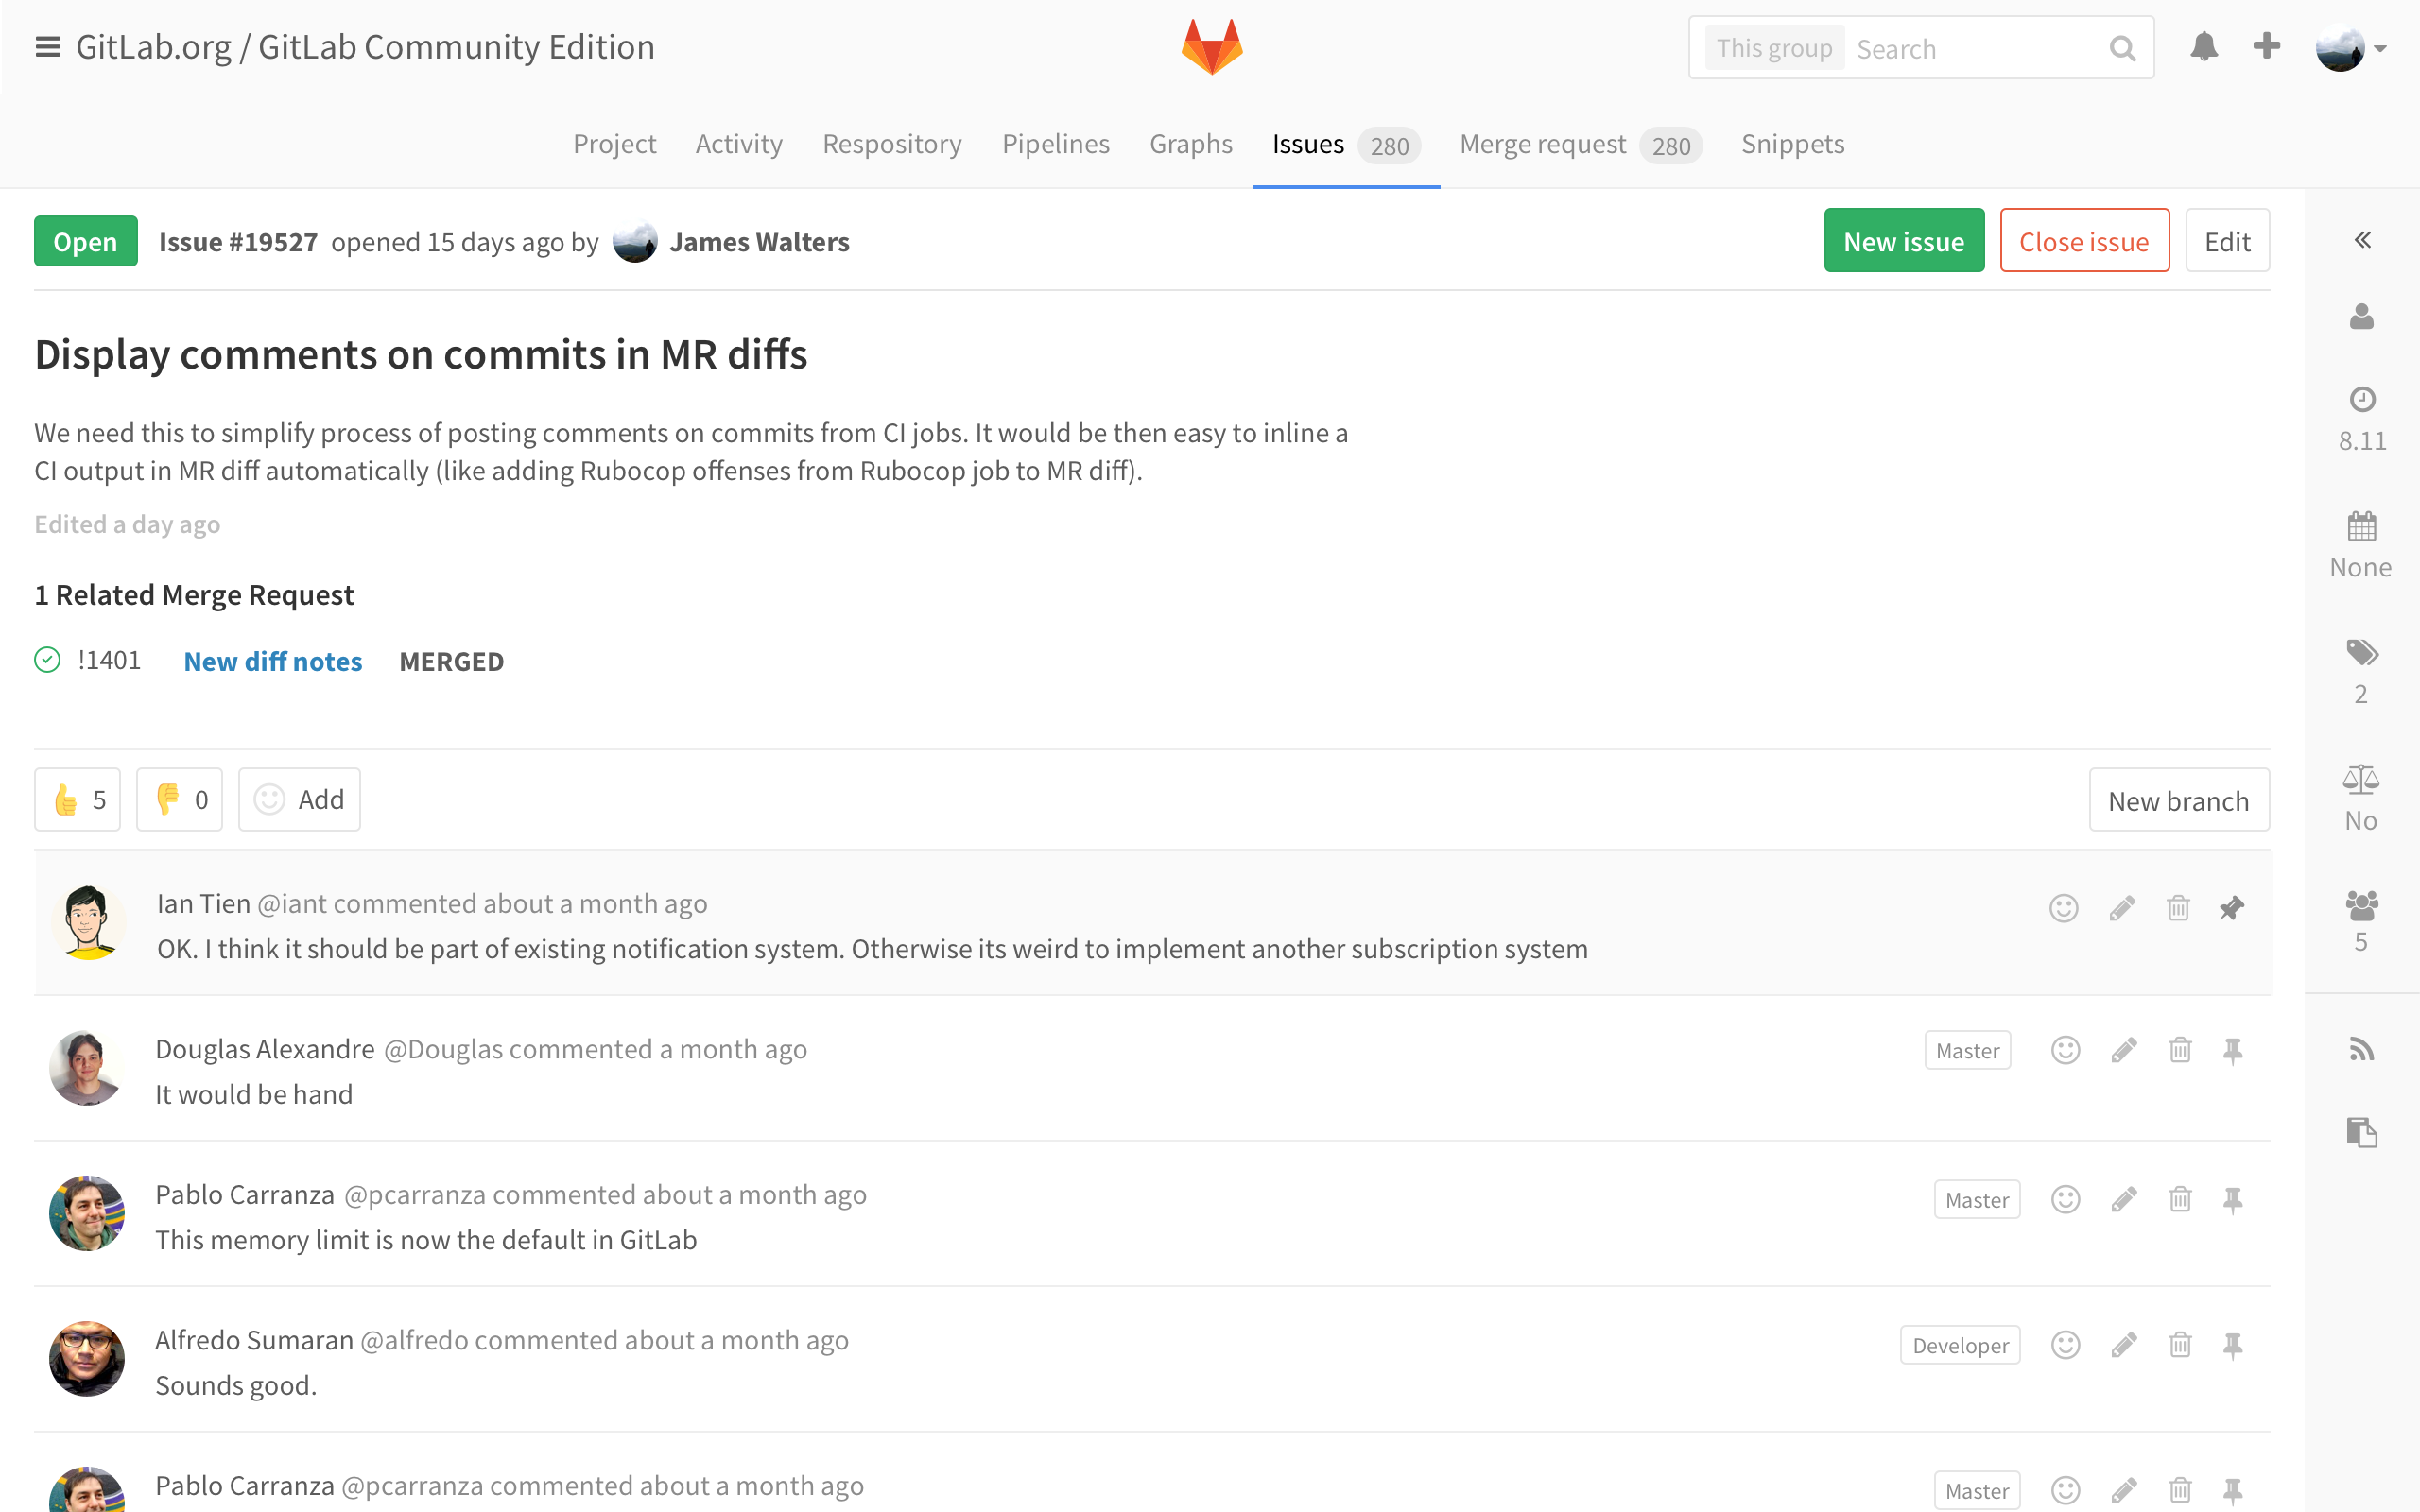 GitLab.org / GitLab Community Edition
This group Search
Project Activity Respository Pipelines Graphs Issues 280 Merge request 280 Snippets
Open Issue #19527 opened 15 days ago by James Walters
New issue Close issue Edit
Display comments on commits in MR diffs
We need this to simplify process of posting comments on commits from CI jobs. It would be then easy to inline a
CI output in MR diff automatically (like adding Rubocop offenses from Rubocop job to MR diff).
Edited a day ago
1 Related Merge Request
!1401 New diff notes MERGED
8.11
None
2
No
5
5 0 Add
New branch
Ian Tien @iant commented about a month ago
OK. I think it should be part of existing notification system. Otherwise its weird to implement another subscription system
Douglas Alexandre @Douglas commented a month ago
Master
It would be hand
Pablo Carranza @pcarranza commented about a month ago
Master
This memory limit is now the default in GitLab
Alfredo Sumaran @alfredo commented about a month ago
Developer
Sounds good.
Pablo Carranza @pcarranza commented about a month ago
Master